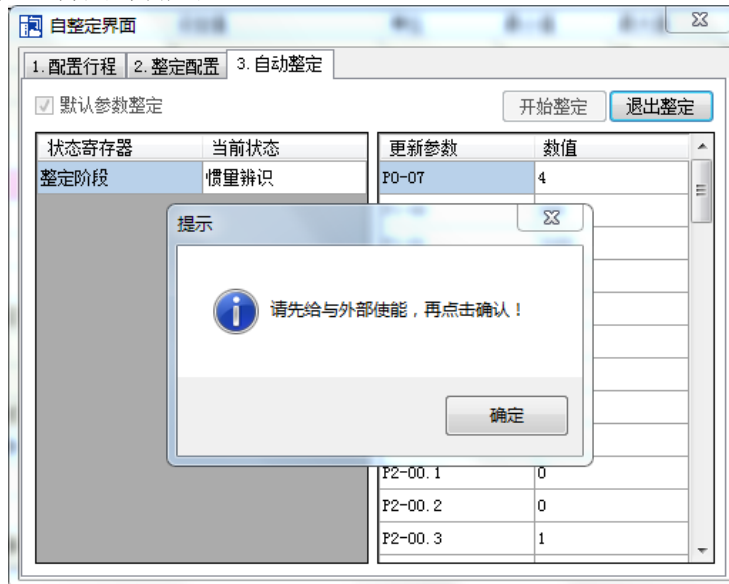 自整定界面
1.配置行程 2.整定配置 3.自动整定
默认参数整定 开始整定 退出整定
状态寄存器 当前状态 更新参数 数值
整定阶段 惯量辨识 P0-07 4
提示
请先给与外部使能，再点击确认！
确定
P2-00.1 0
P2-00.2 0
P2-00.3 1